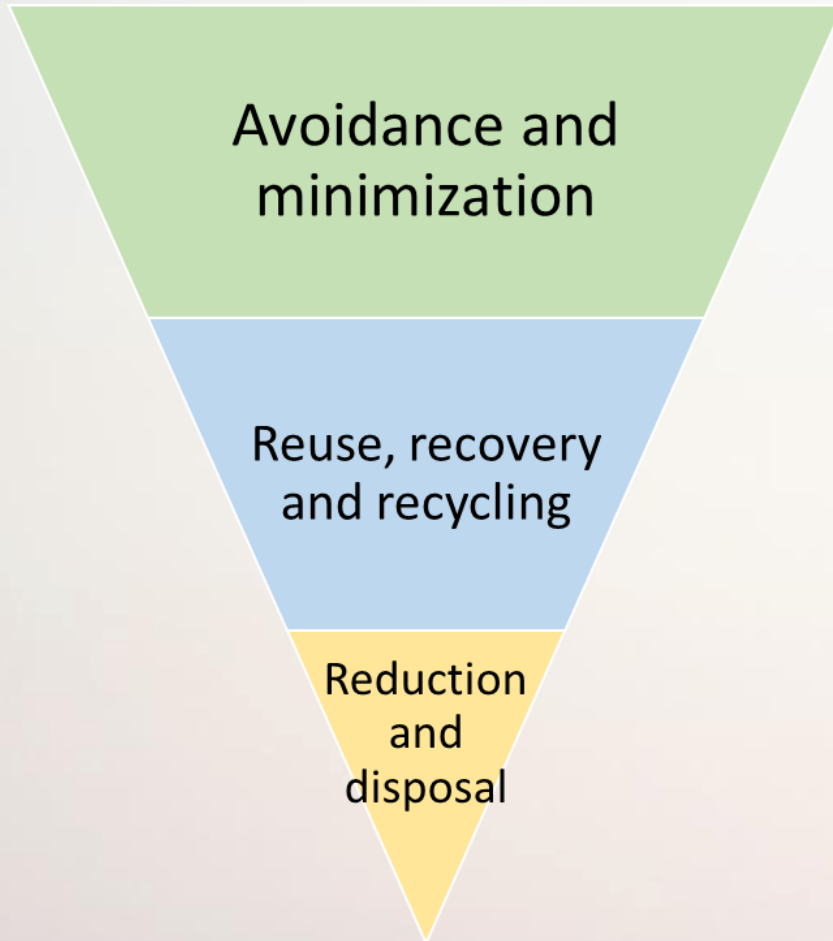 Avoidance and
minimization
Reuse, recovery
and recycling
Reduction
and
disposal